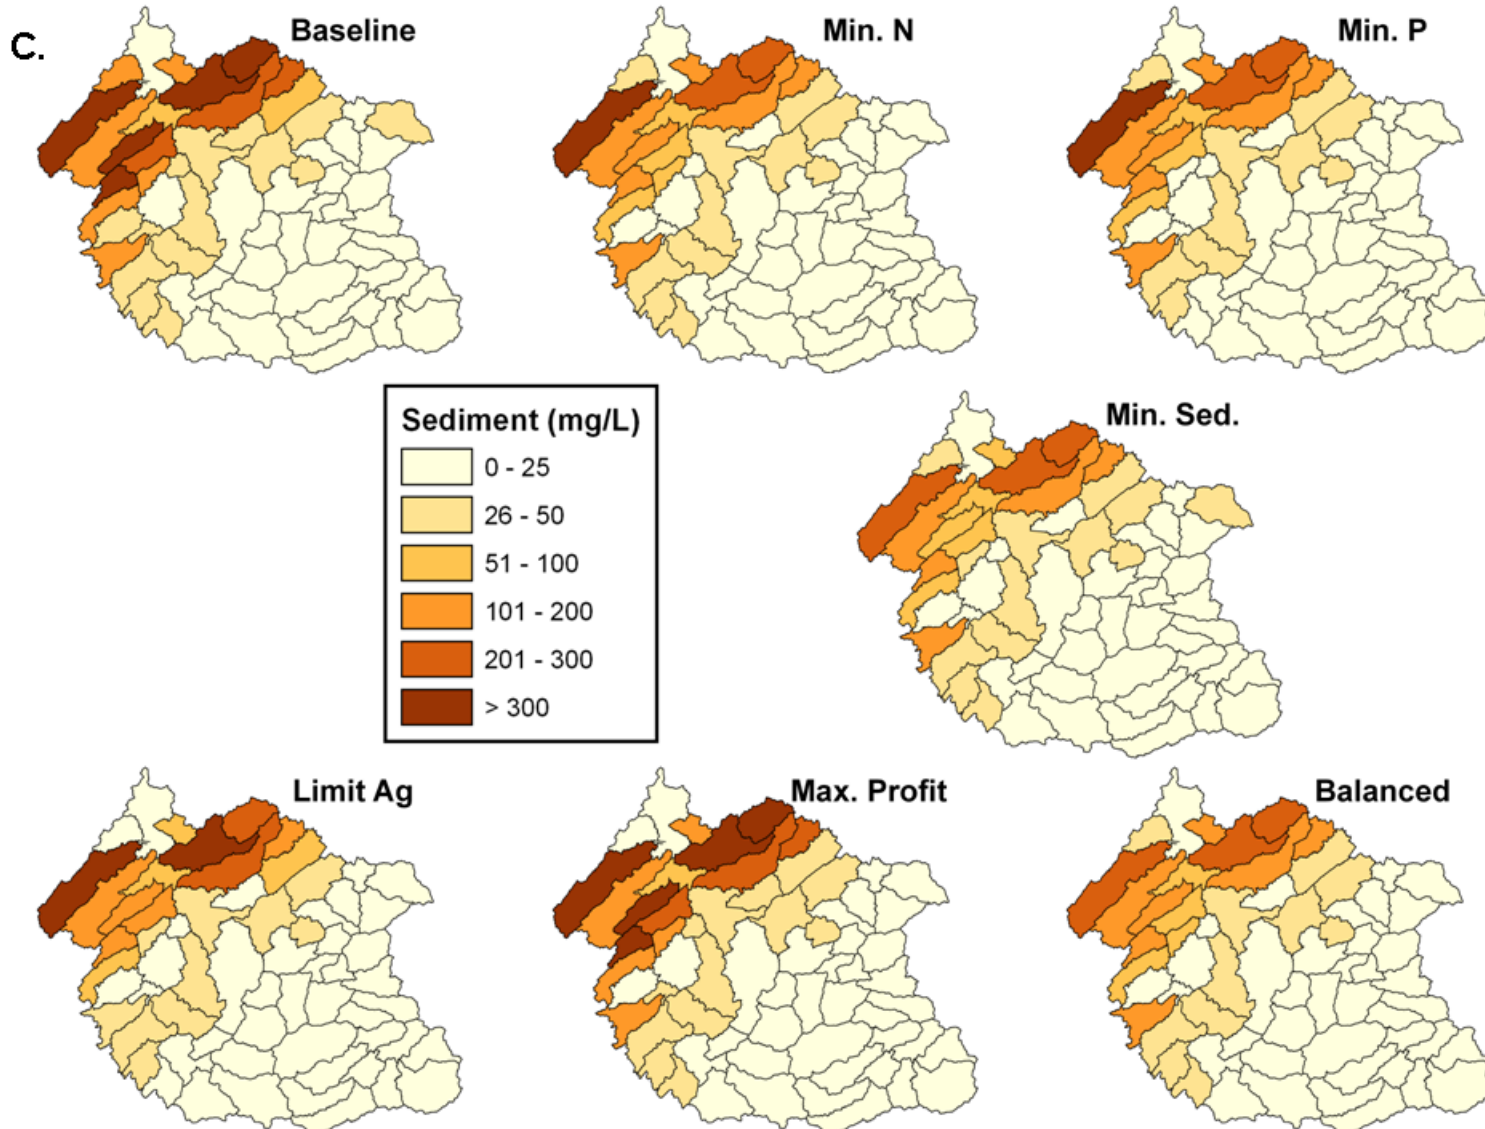 C.
Baseline
Min. N
Min. P
Min. Sed.
Sediment (mg/L)
0 - 25
26 - 50
51 - 100
101 - 200
201 - 300
> 300
Limit Ag
Max. Profit
Balanced